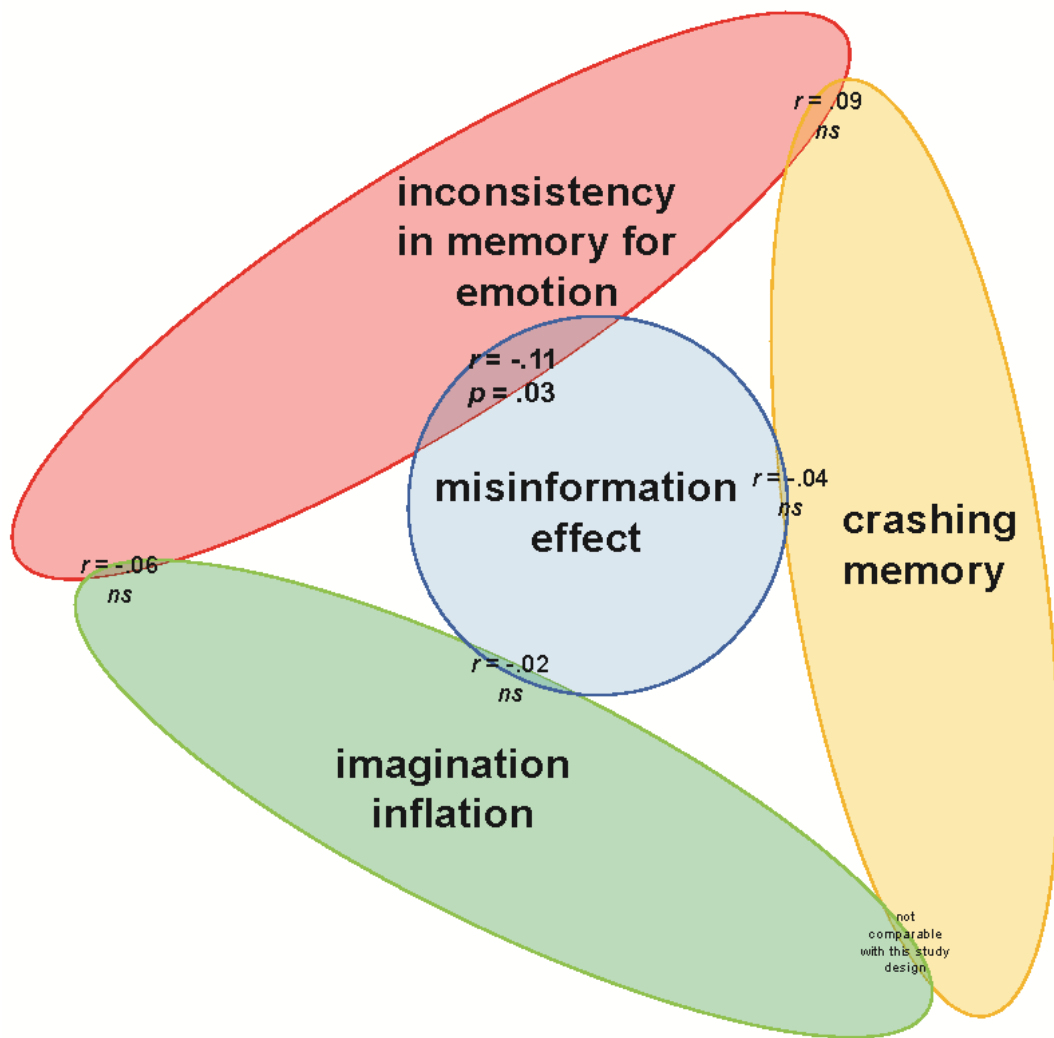 r = .09
ns
inconsistency
in memory for
emotion
r = -.11
p = .03
misinformation
effect
r = -.04
ns
crashing
memory
r = -.06
ns
r = -.02
ns
imagination
inflation
not
comparable
with this study
design